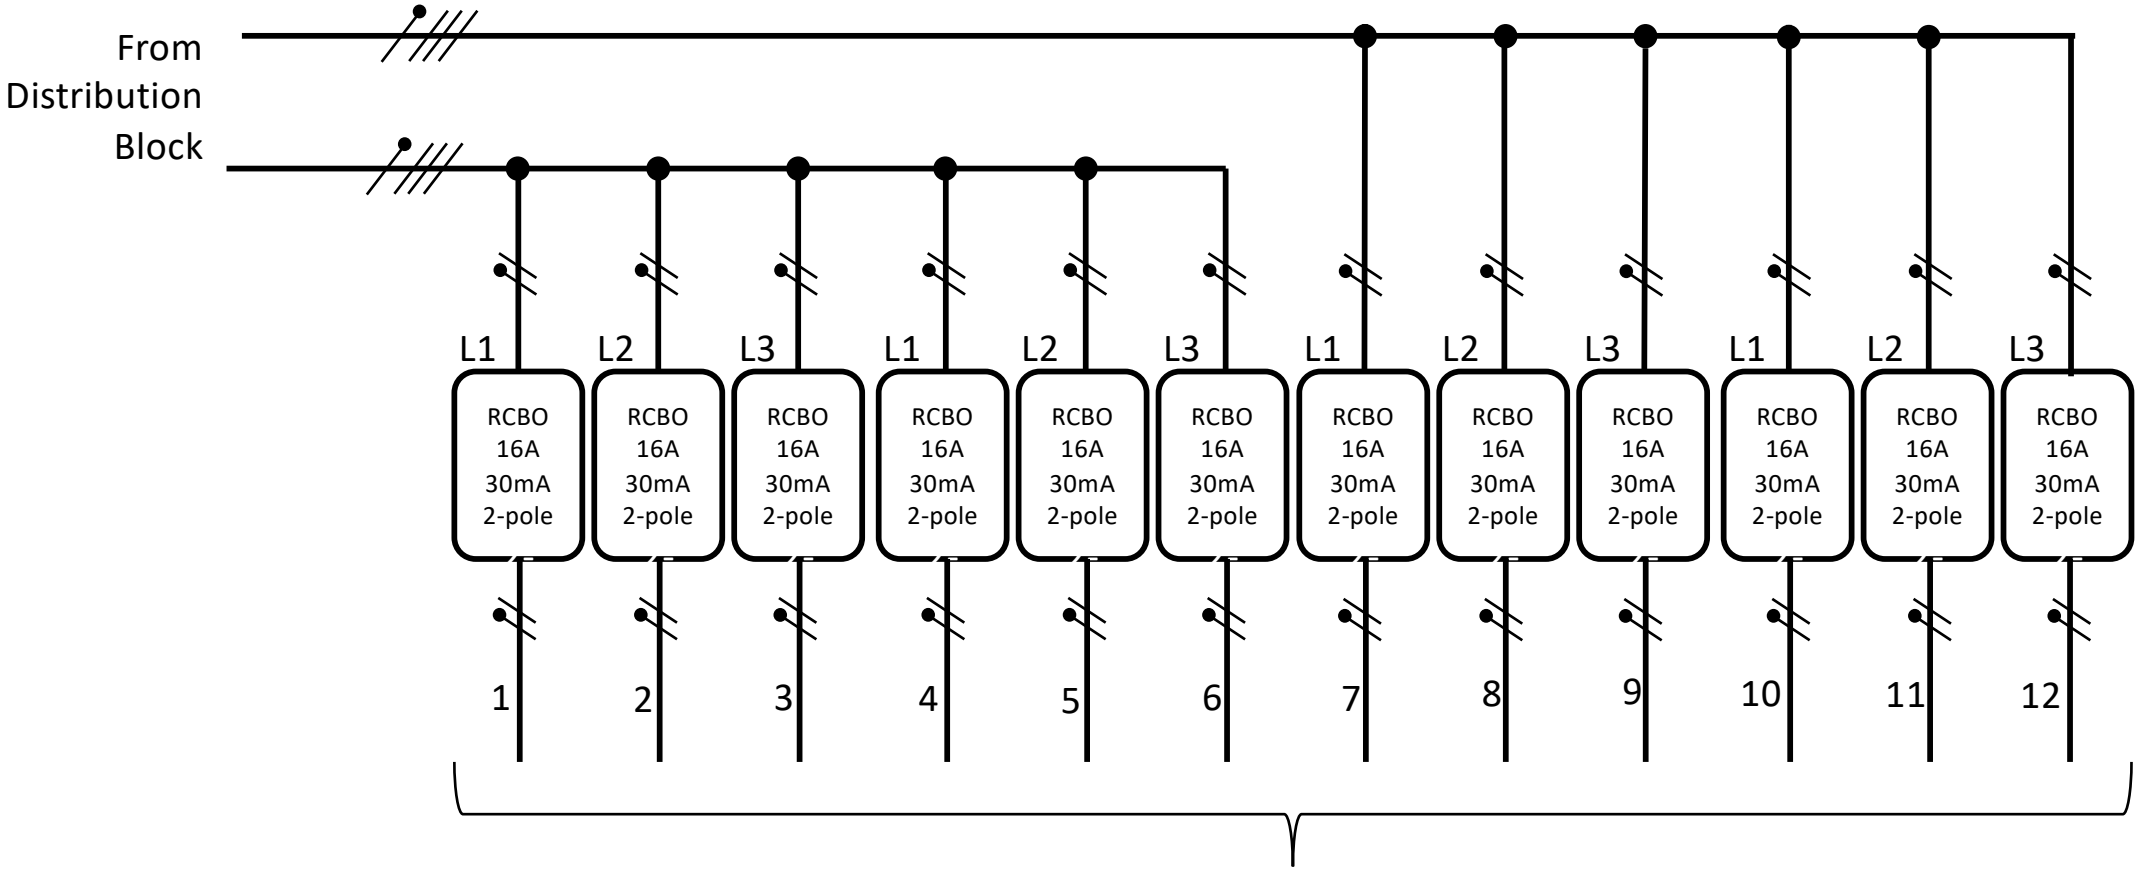 From
Distribution
Block
L1 L2 L3 L1 L2 L3 L1 L2 L3 L1 L2 L3
RCBO RCBO RCBO RCBO RCBO RCBO RCBO RCBO RCBO RCBO RCBO RCBO
16A 16A 16A 16A 16A 16A 16A 16A 16A 16A 16A 16A
30mA 30mA 30mA 30mA 30mA 30mA 30mA 30mA 30mA 30mA 30mA 30mA
2-pole 2-pole 2-pole 2-pole 2-pole 2-pole 2-pole 2-pole 2-pole 2-pole 2-pole 2-pole
1 2 3 4 5 6 7 8 9 10 11 12